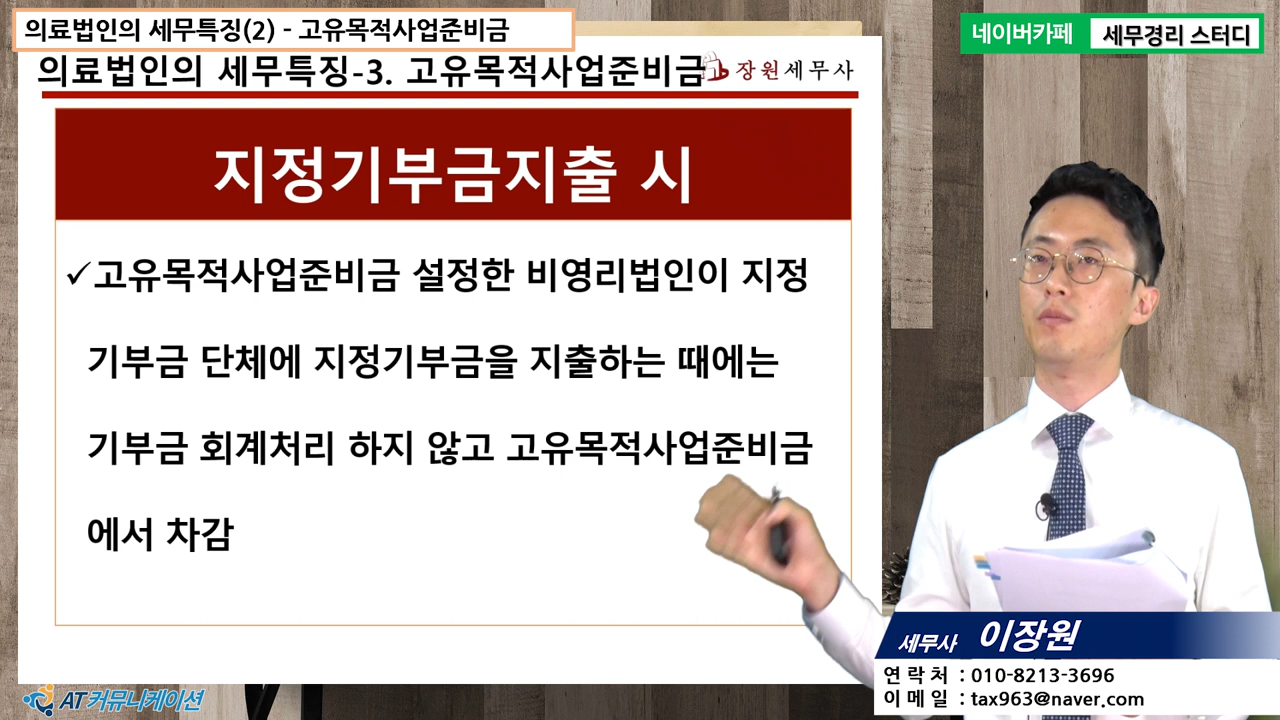 의료법인의 세무특징(2) - 고유목적사업준비금
네이버카페 세무경리 스터디
의료법인의 세무특징-3. 고유목적사업준비금
장원세무사
지정기부금지출 시
✓고유목적사업준비금 설정한 비영리법인이 지정
기부금 단체에 지정기부금을 지출하는 때에는
기부금 회계처리 하지 않고 고유목적사업준비금
에서 차감
세무사 이장원
연 락 처 : 010-8213-3696
이 메 일 : tax963@naver.com
AT커뮤니케이션